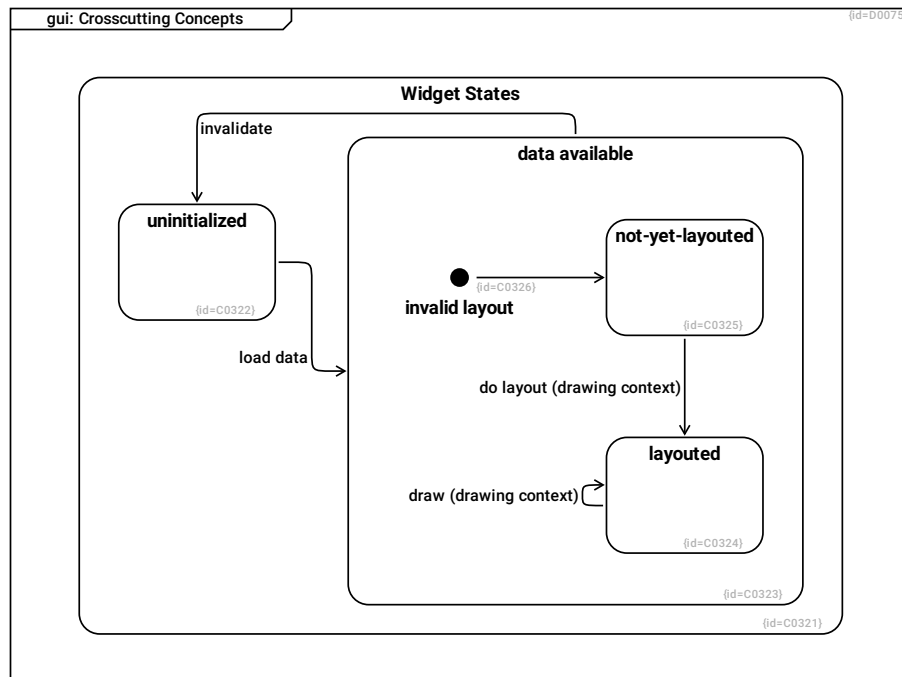 gui: Crosscutting Concepts
{id=D0075
Widget States
invalidate
data available
uninitialized
not-yet-layouted
{id=C0326}
invalid layout
{id=C0322}
{id=C0325}
load data
do layout (drawing context)
layouted
draw (drawing context)
{id=C0324}
{id=C0323}
{id=C0321}